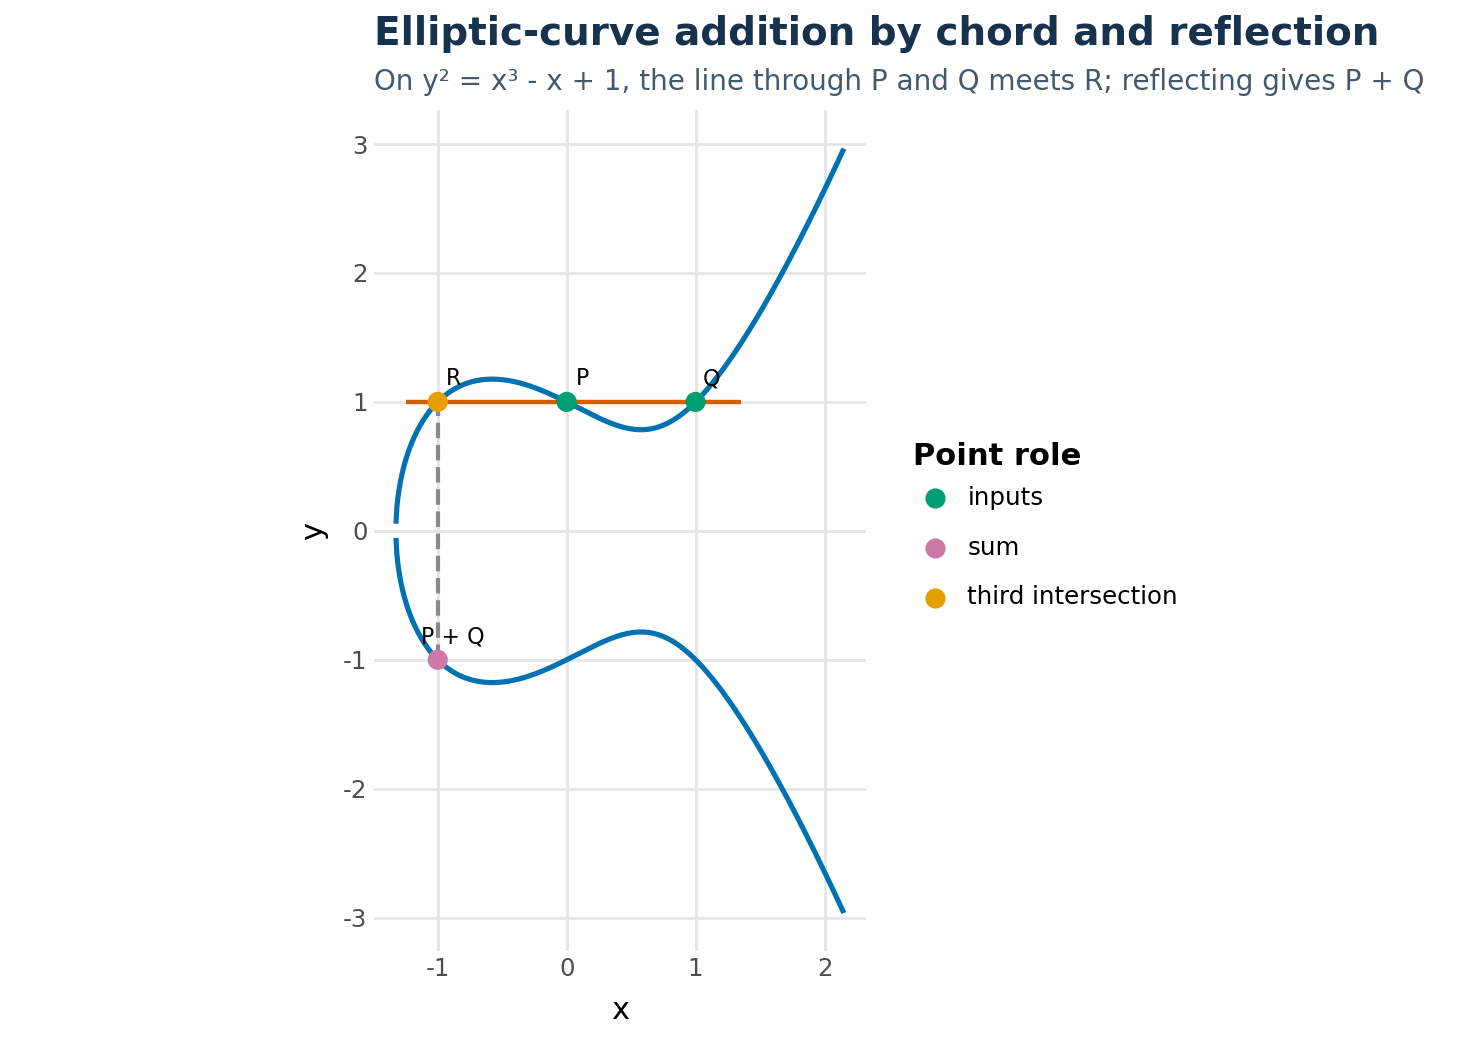 Elliptic-curve addition by chord and reflection
On y² = x³ - x + 1, the line through P and Q meets R; reflecting gives P + Q
3
2
R
P
Q
1
Point role
inputs
y
0
sum
third intersection
P + Q
-1
-2
-3
-1
0
1
2
x